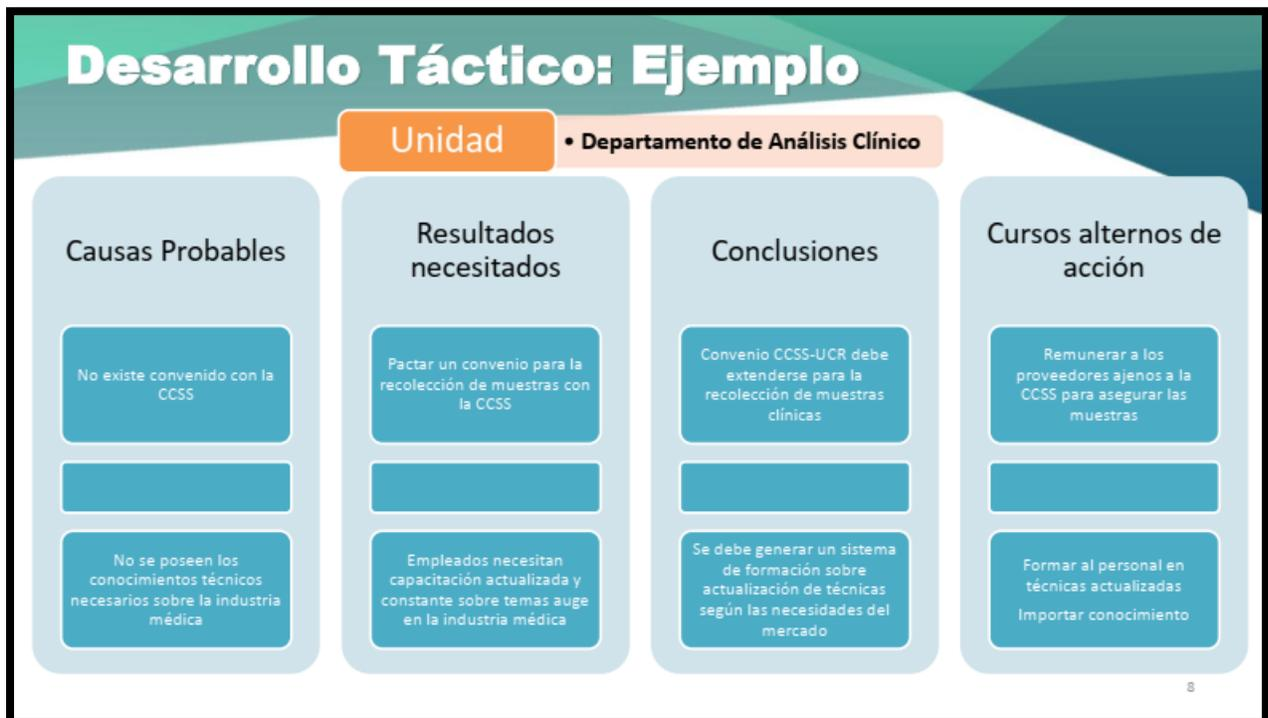 Desarrollo Táctico: Ejemplo
Unidad
• Departamento de Análisis Clínico
Causas Probables
No existe convenido con la
CCSS
No se poseen los
conocimientos técnicos
necesarios sobre la industria
médica
Resultados
necesitados
Pactar un convenio para la
recolección de muestras con
la CCSS
Empleados necesitan
capacitación actualizada y
constante sobre temas auge
en la industria médica
Conclusiones
Convenio CCSS-UCR debe
extenderse para la
recolección de muestras
clínicas
Se debe generar un sistema
de formación sobre
actualización de técnicas
según las necesidades del
mercado
Cursos alternos de
acción
Remunerar a los
proveedores ajenos a la
CCSS para asegurar las
muestras
Formar al personal en
técnicas actualizadas
Importar conocimiento
8